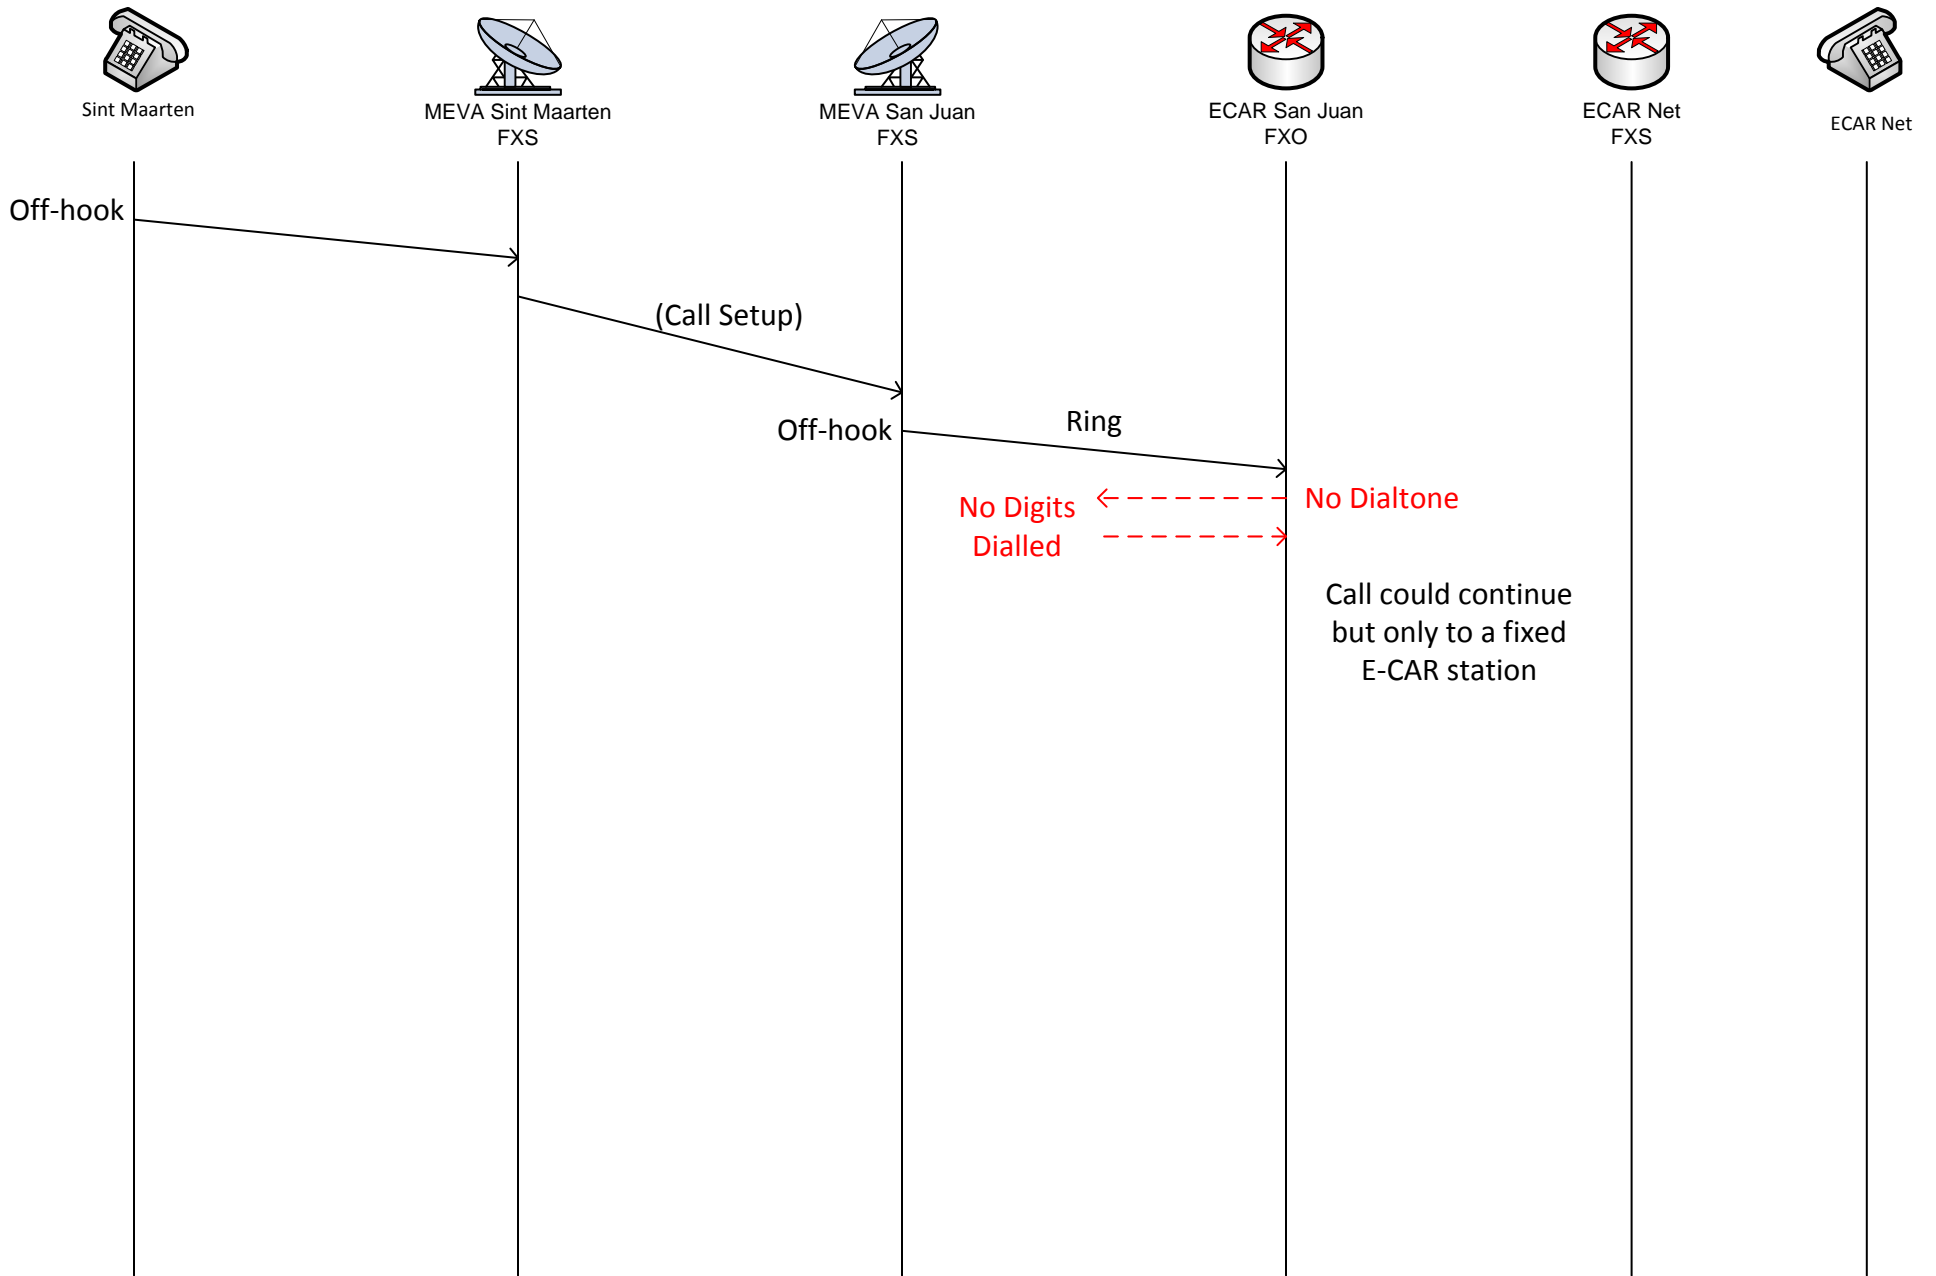 Sint Maarten
MEVA Sint Maarten
FXS
MEVA San Juan
FXS
ECAR San Juan
FXO
ECAR Net
FXS
ECAR Net
Off-hook
(Call Setup)
Off-hook
Ring
No Digits
Dialled
No Dialtone
Call could continue
but only to a fixed
E-CAR station